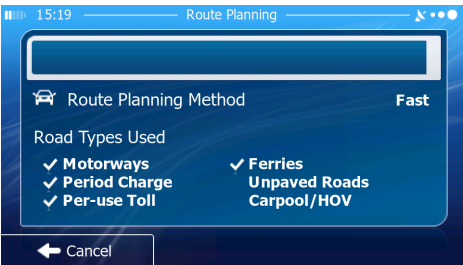 15:19 Route Planning
Route Planning Method Fast
Road Types Used
Motorways Ferries
Period Charge Unpaved Roads
Per-use Toll Carpool/HOV
Cancel